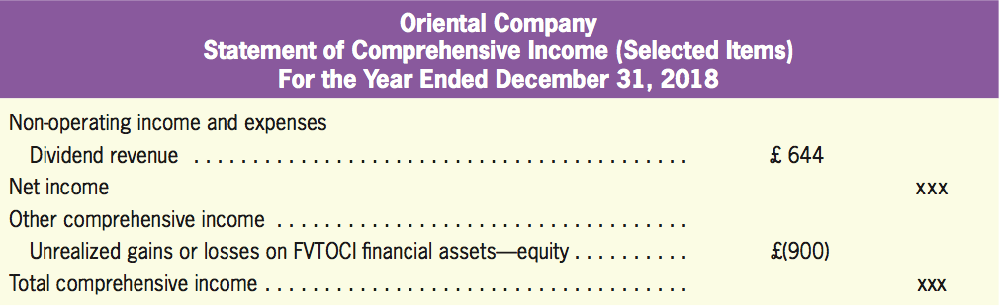 Oriental Company
Statement of Comprehensive Income (Selected Items)
For the Year Ended December 31, 2018
Non-operating income and expenses
Dividend revenue . . . . . . . . . . . . . . . . . . . . . . . . . . . . . . . . . . . . . . . . . . £ 644
Net income xxx
Other comprehensive income . . . . . . . . . . . . . . . . . . . . . . . . . . . . . . . . . . .
Unrealized gains or losses on FVTOCI financial assets—equity . . . . . . . . . . £(900)
Total comprehensive income . . . . . . . . . . . . . . . . . . . . . . . . . . . . . . . . . . . . xxx